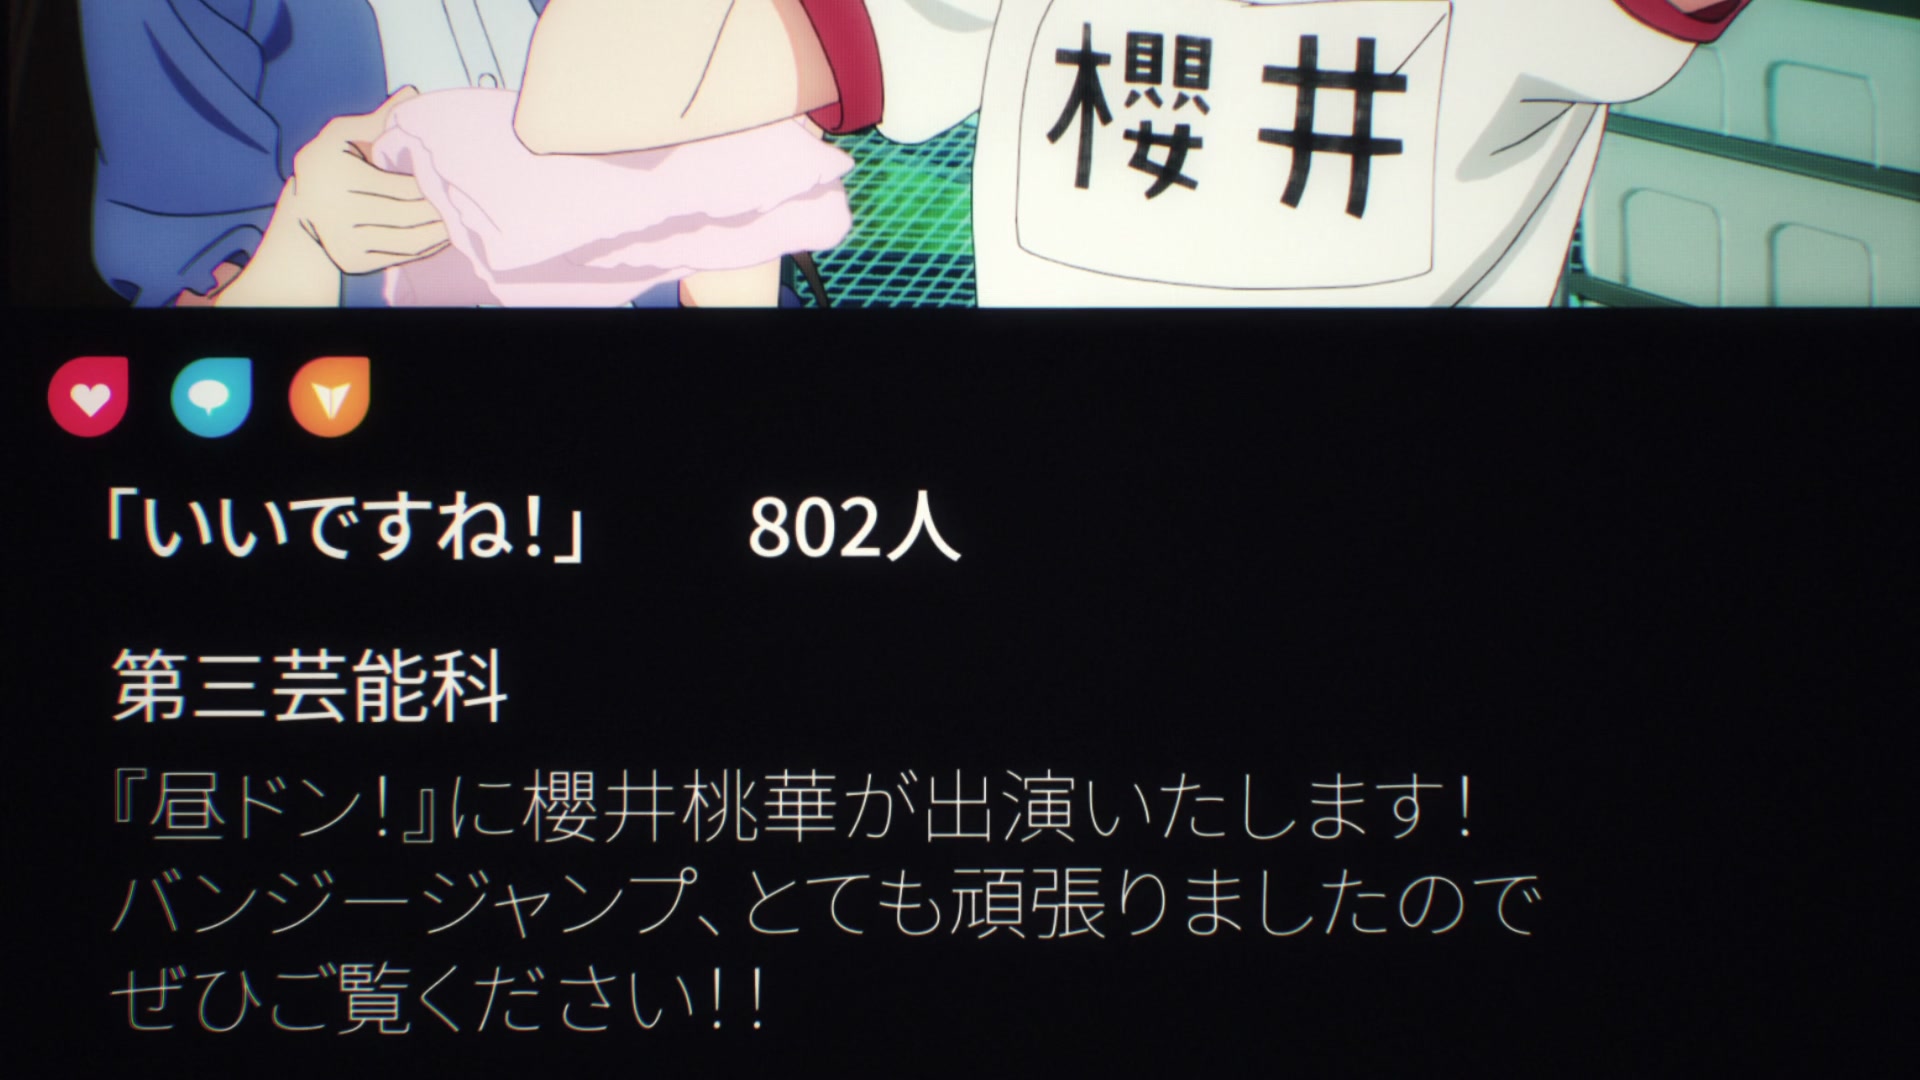 櫻井
「いいですね！」 802人
第三芸能科
『昼ドン！』に櫻井桃華が出演いたします！
バンジージャンプ、とても頑張りましたので
ぜひご覧ください！！